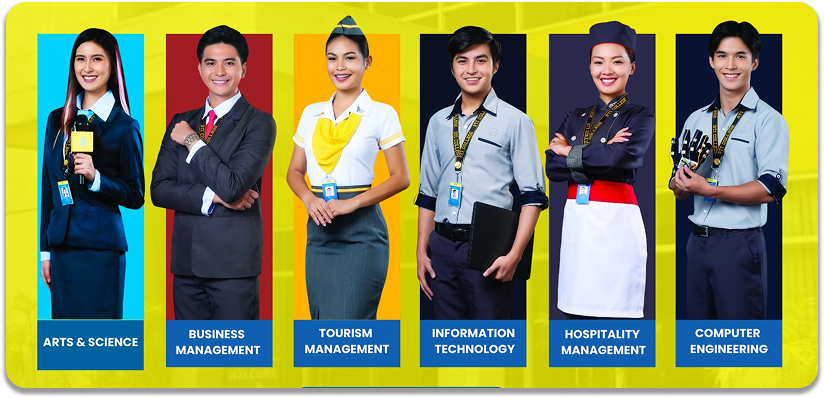 ARTS & SCIENCE
BUSINESS
MANAGEMENT
TOURISM
MANAGEMENT
INFORMATION
TECHNOLOGY
HOSPITALITY
MANAGEMENT
COMPUTER
ENGINEERING